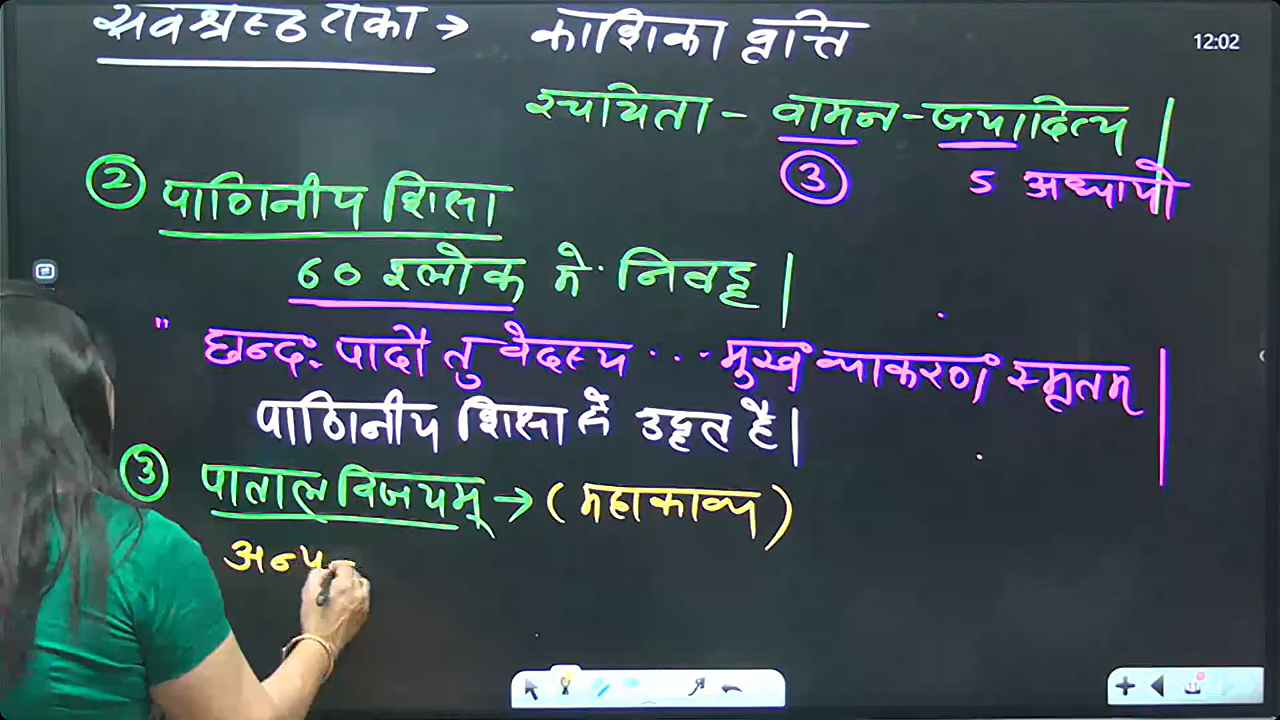 सर्वश्रेष्ठ टीका → काशिका वृत्ति
12:02
रचयिता - वामन - जयादित्य |
③ 5 अध्यायो
② पाणिनीय शिक्षा
60 श्लोक मे निबद्ध |
" छन्दः पादौ तु वेदस्य ... मुखं व्याकरणं स्मृतम् |
पाणिनीय शिक्षा से उद्धृत है |
③ पाताल विजयम् → ( महाकाव्य )
अन्य